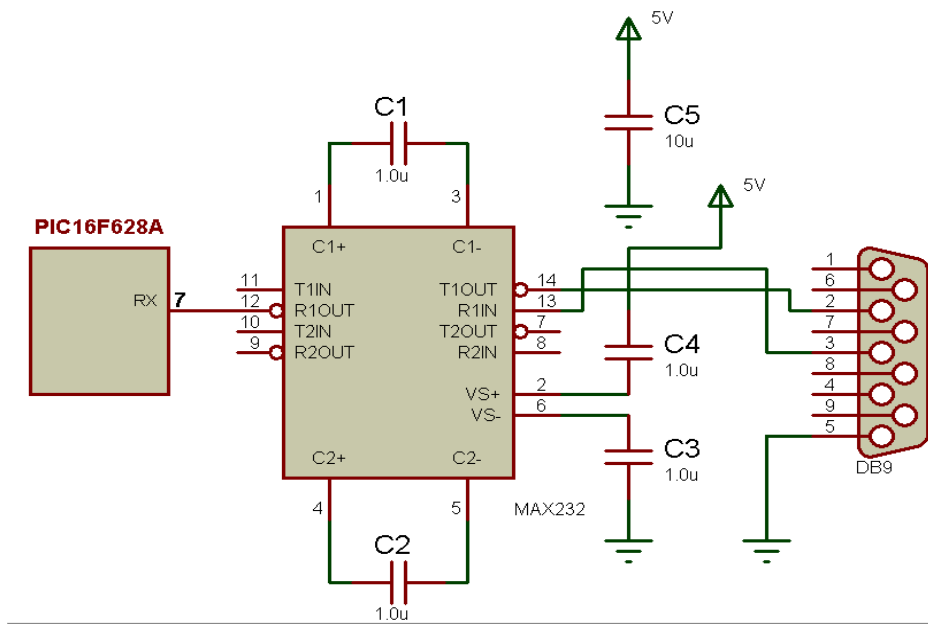 5V
C5
10u
C1
1.0u
1
3
5V
PIC16F628A
RX 7
C1+ C1-
11 T1IN
12 R1OUT
10 T2IN
9 R2OUT
T1OUT 14
R1IN 13
T2OUT 7
R2IN 8
VS+ 2
VS- 6
C2+ C2-
4
5
MAX232
C4
1.0u
C3
1.0u
C2
1.0u
1
6
2
7
3
8
4
9
5
DB9